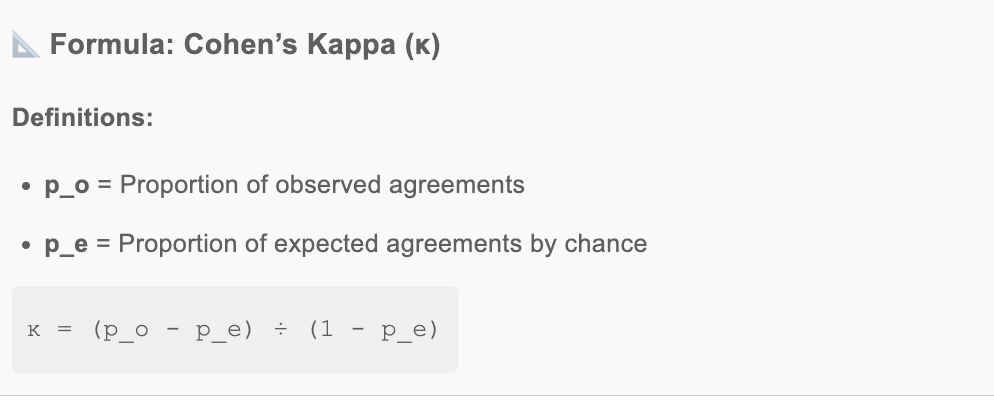 Formula: Cohen’s Kappa (κ)
Definitions:
• p_o = Proportion of observed agreements
• p_e = Proportion of expected agreements by chance
κ = (p_o - p_e) ÷ (1 - p_e)